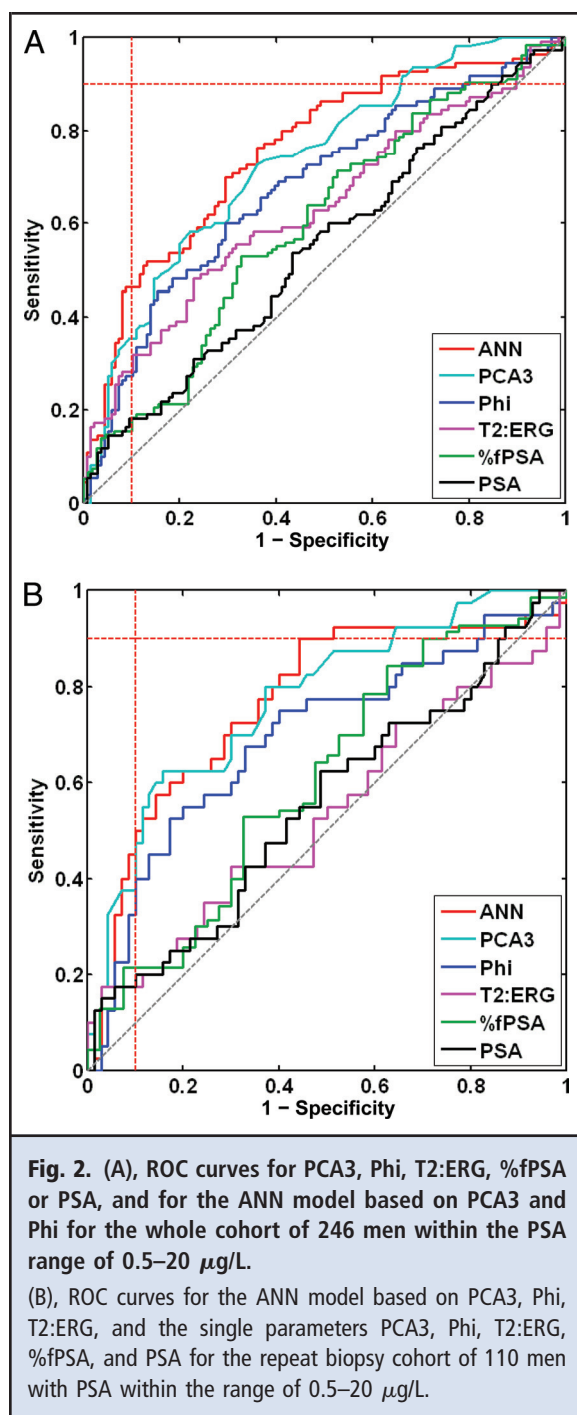 A
1
0.8
0.6
0.4
0.2
0
Sensitivity
ANN
PCA3
Phi
T2:ERG
%fPSA
PSA
0 0.2 0.4 0.6 0.8 1
1 − Specificity
B
1
0.8
0.6
0.4
0.2
0
Sensitivity
ANN
PCA3
Phi
T2:ERG
%fPSA
PSA
0 0.2 0.4 0.6 0.8 1
1 − Specificity
Fig. 2. (A), ROC curves for PCA3, Phi, T2:ERG, %fPSA
or PSA, and for the ANN model based on PCA3 and
Phi for the whole cohort of 246 men within the PSA
range of 0.5–20 μg/L.
(B), ROC curves for the ANN model based on PCA3, Phi,
T2:ERG, and the single parameters PCA3, Phi, T2:ERG,
%fPSA, and PSA for the repeat biopsy cohort of 110 men
with PSA within the range of 0.5–20 μg/L.